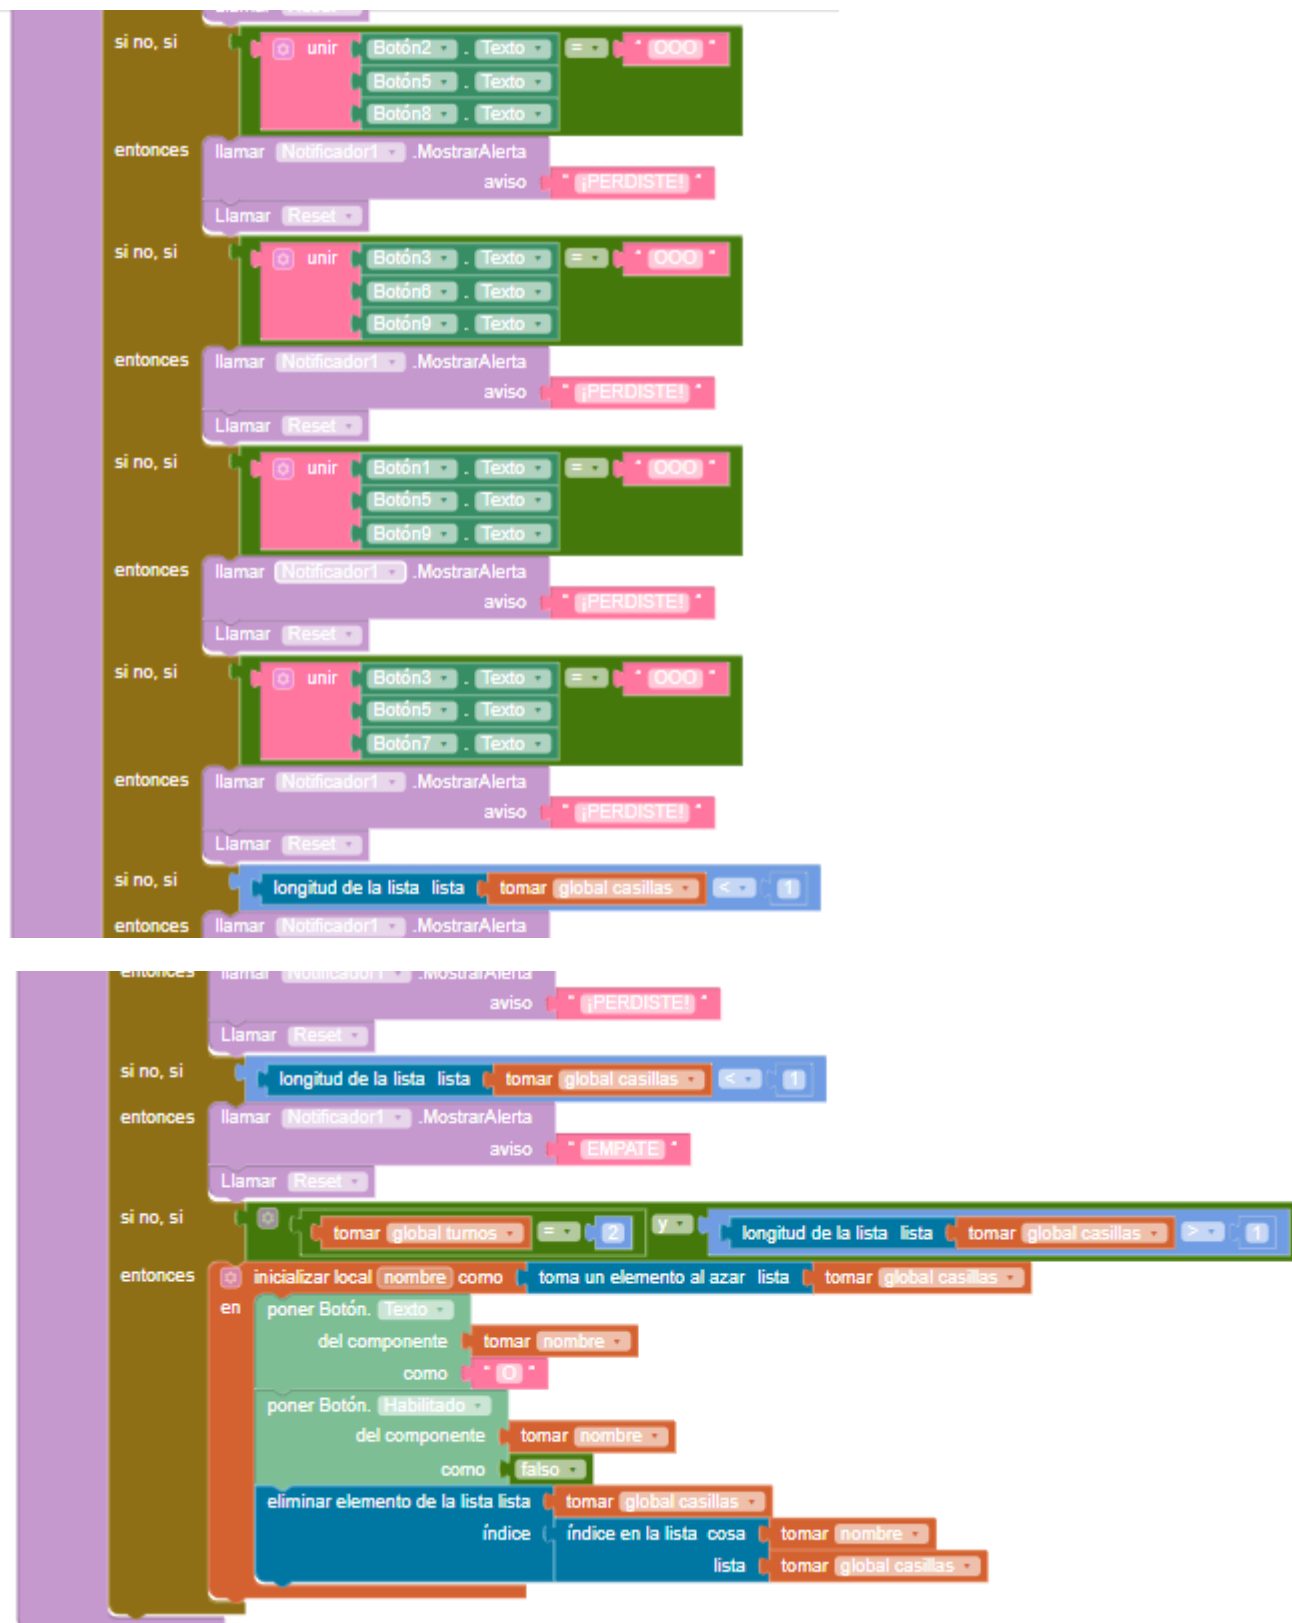 si no, si unir Botón2 . Texto = " OOO "
Botón5 . Texto
Botón8 . Texto
entonces llamar Notificador1 .MostrarAlerta
aviso " ¡PERDISTE! "
Llamar Reset
si no, si unir Botón3 . Texto = " OOO "
Botón6 . Texto
Botón9 . Texto
entonces llamar Notificador1 .MostrarAlerta
aviso " ¡PERDISTE! "
Llamar Reset
si no, si unir Botón1 . Texto = " OOO "
Botón5 . Texto
Botón9 . Texto
entonces llamar Notificador1 .MostrarAlerta
aviso " ¡PERDISTE! "
Llamar Reset
si no, si unir Botón3 . Texto = " OOO "
Botón5 . Texto
Botón7 . Texto
entonces llamar Notificador1 .MostrarAlerta
aviso " ¡PERDISTE! "
Llamar Reset
si no, si longitud de la lista lista tomar global casillas < 1
entonces llamar Notificador1 .MostrarAlerta
entonces llamar Notificador1 .MostrarAlerta
aviso " ¡PERDISTE! "
Llamar Reset
si no, si longitud de la lista lista tomar global casillas < 1
entonces llamar Notificador1 .MostrarAlerta
aviso " EMPATE "
Llamar Reset
si no, si tomar global turnos = 2 y longitud de la lista lista tomar global casillas > 1
entonces inicializar local nombre como toma un elemento al azar lista tomar global casillas
en poner Botón. Texto
del componente tomar nombre
como " O "
poner Botón. Habilitado
del componente tomar nombre
como falso
eliminar elemento de la lista lista tomar global casillas
índice índice en la lista cosa tomar nombre
lista tomar global casillas